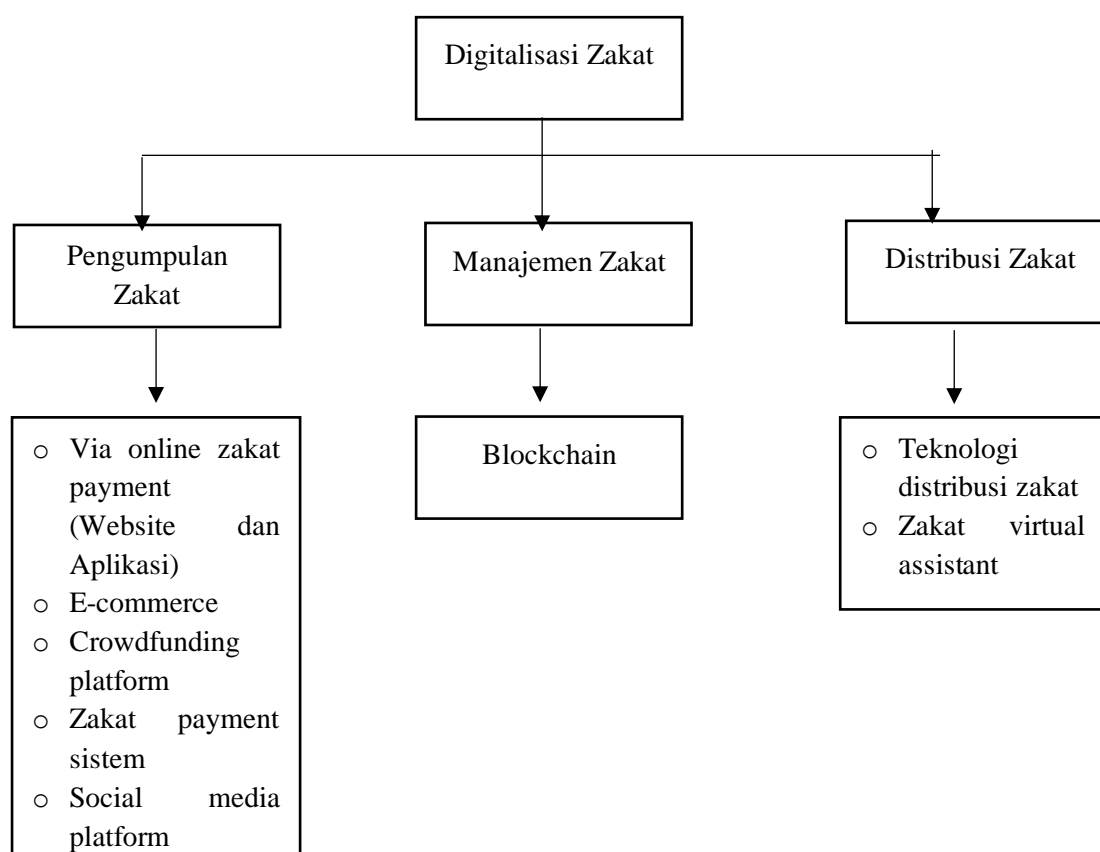 Digitalisasi Zakat
Pengumpulan
Zakat
Manajemen Zakat
Distribusi Zakat
o Via online zakat
payment
(Website dan
Aplikasi)
o E-commerce
o Crowdfunding
platform
o Zakat payment
sistem
o Social media
platform
Blockchain
o Teknologi
distribusi zakat
o Zakat virtual
assistant